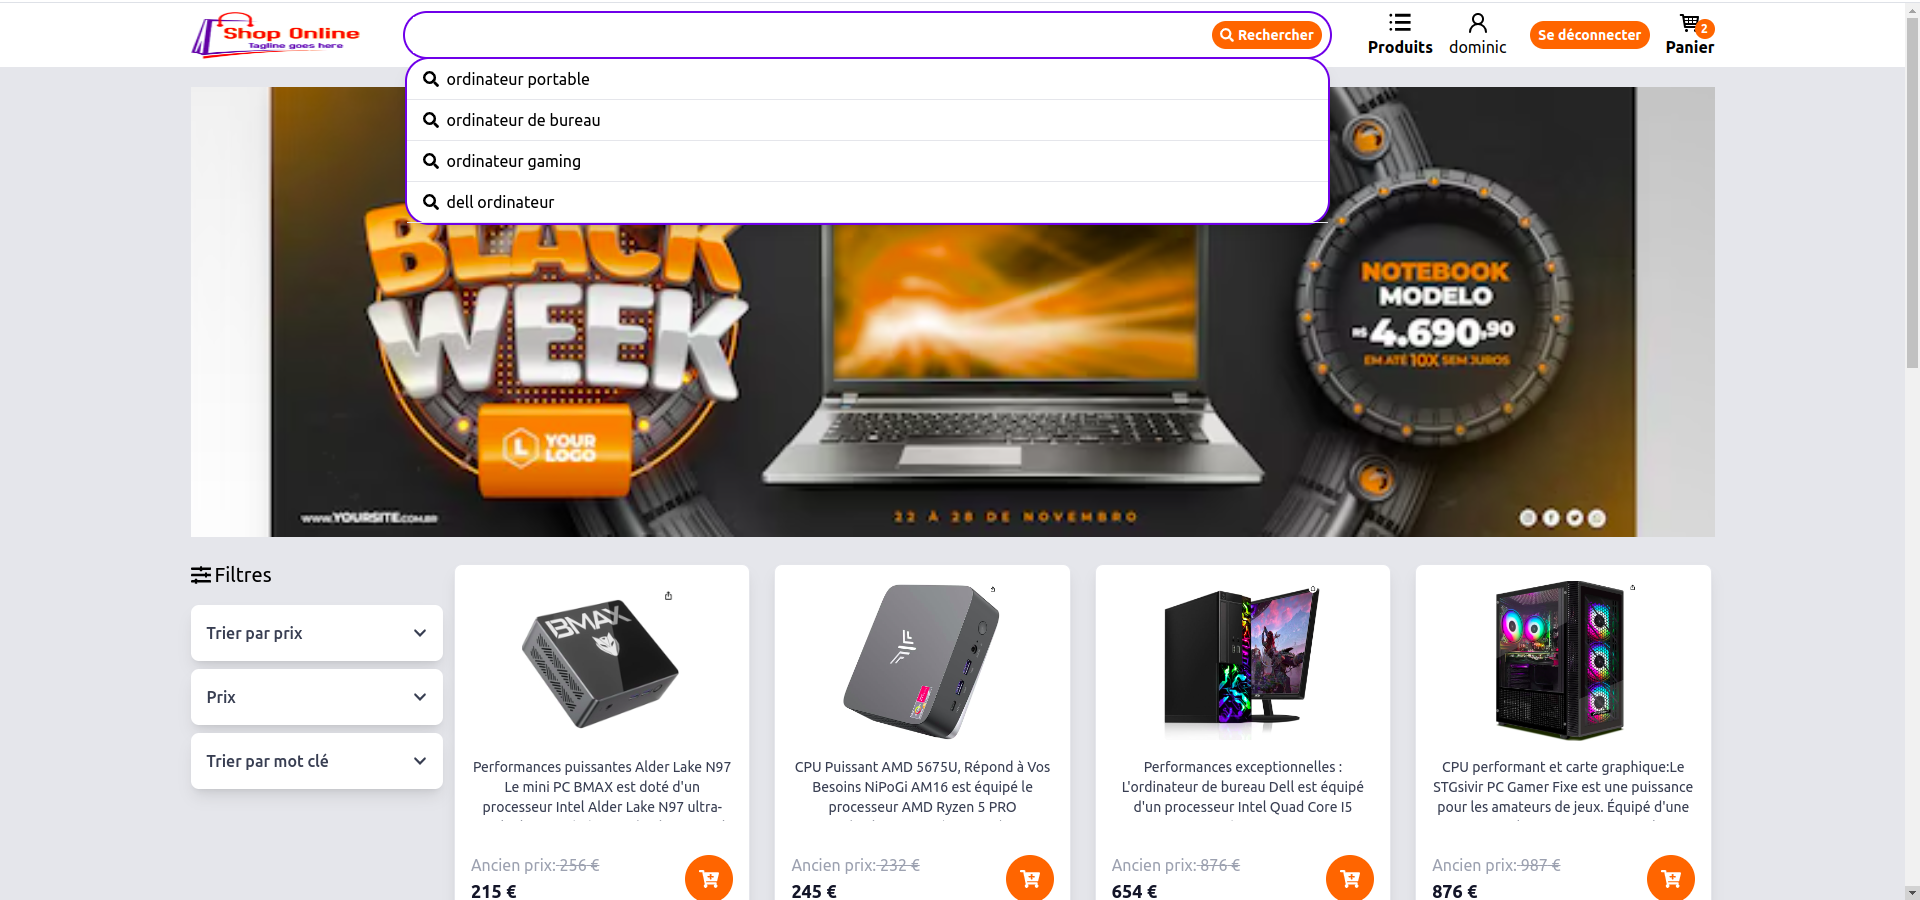 Shop Online
Tagline goes here
Rechercher
Produits
dominic
Se déconnecter
2
Panier
ordinateur portable
ordinateur de bureau
ordinateur gaming
dell ordinateur
BLACK
WEEK
L YOUR
LOGO
WWW.YOURSITE.COM.BR
NOTEBOOK
MODELO
R$ 4.690,90
EM ATÉ 10X SEM JUROS
22 À 28 DE NOVEMBRO
Filtres
Trier par prix
Prix
Trier par mot clé
BMAX
Performances puissantes Alder Lake N97
Le mini PC BMAX est doté d'un
processeur Intel Alder Lake N97 ultra-
Ancien prix: 256 €
215 €
CPU Puissant AMD 5675U, Répond à Vos
Besoins NiPoGi AM16 est équipé le
processeur AMD Ryzen 5 PRO
Ancien prix: 232 €
245 €
Performances exceptionnelles :
L'ordinateur de bureau Dell est équipé
d'un processeur Intel Quad Core I5
Ancien prix: 876 €
654 €
CPU performant et carte graphique:Le
STGsivir PC Gamer Fixe est une puissance
pour les amateurs de jeux. Équipé d'une
Ancien prix: 987 €
876 €